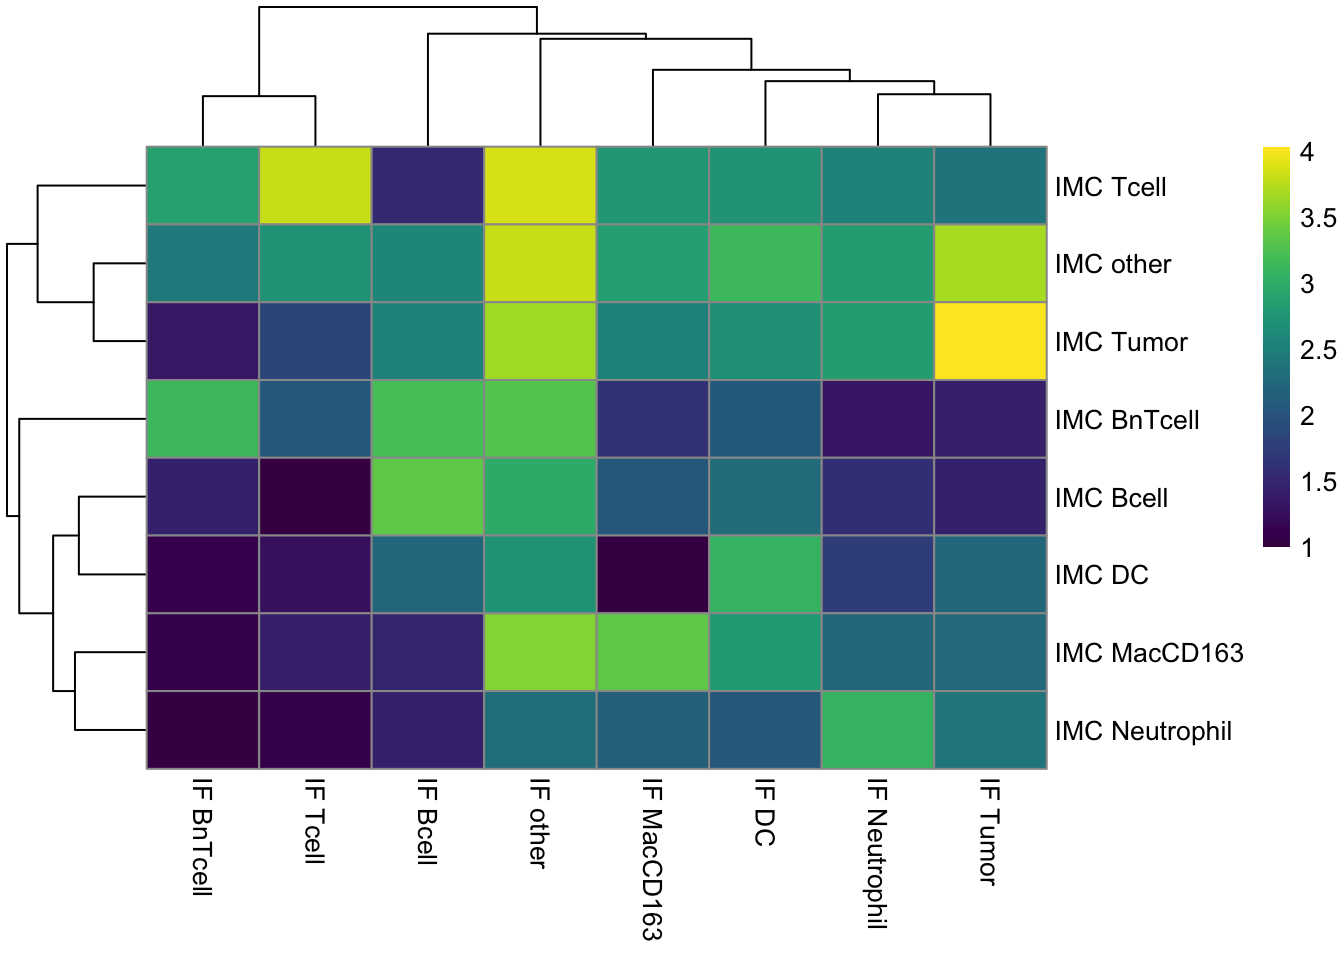 IMC Tcell
IMC other
IMC Tumor
IMC BnTcell
IMC Bcell
IMC DC
IMC MacCD163
IMC Neutrophil
4
3.5
3
2.5
2
1.5
1
IF BnTcell
IF Tcell
IF Bcell
IF other
IF MacCD163
IF DC
IF Neutrophil
IF Tumor